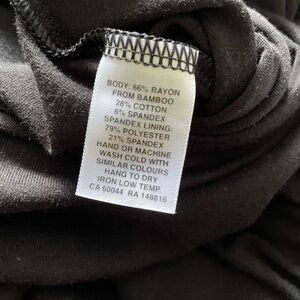 BODY: 66% RAYON
FROM BAMBOO
28% COTTON
6% SPANDEX
SPANDEX LINING:
79% POLYESTER
21% SPANDEX
HAND OR MACHINE
WASH COLD WITH
SIMILAR COLOURS
HANG TO DRY
IRON LOW TEMP.
CA 60044 RA 148816